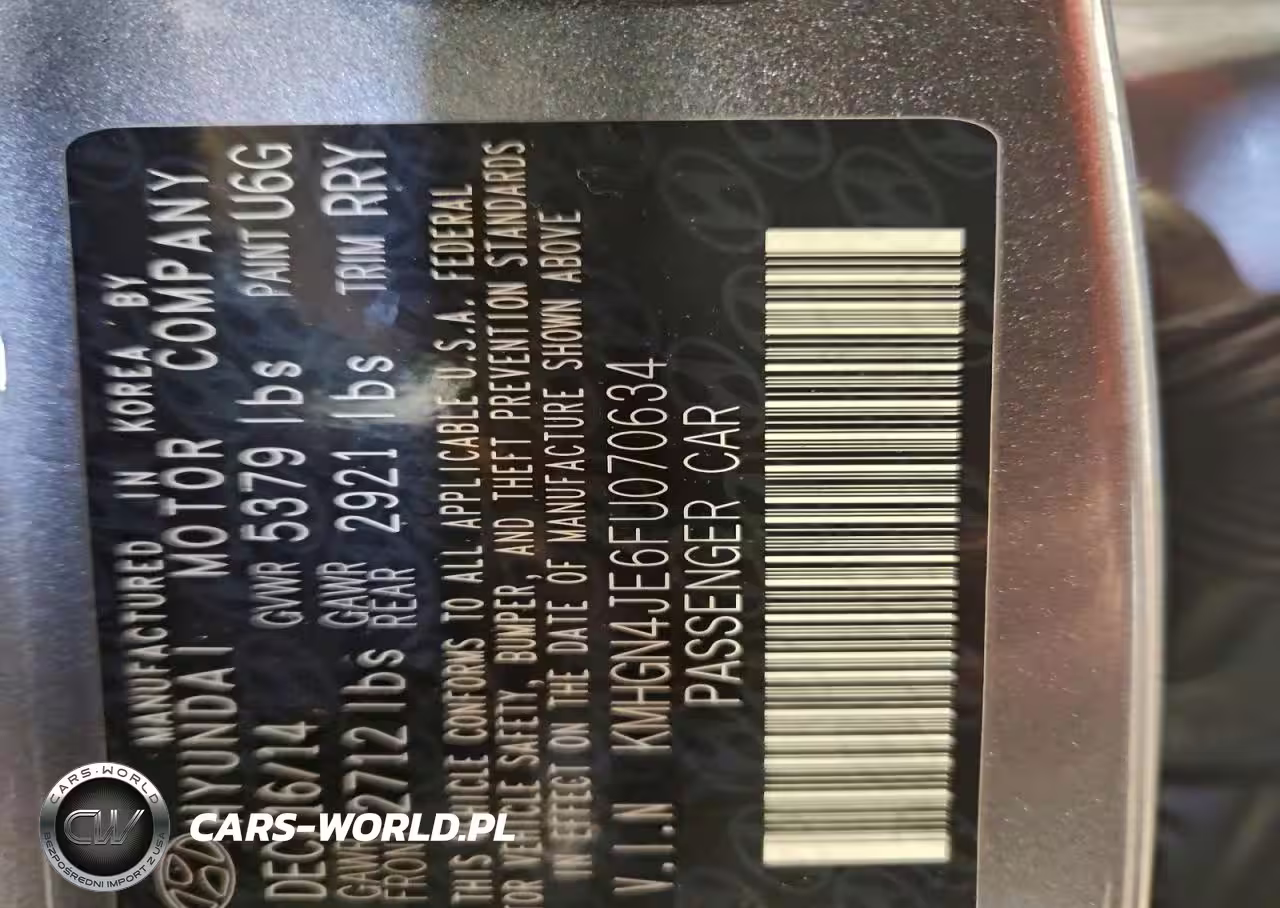 MANUFACTURED IN KOREA BY
HYUNDAI MOTOR COMPANY
DEC/16/14 GVWR 5379 lbs PAINT U6G
GAWR FRONT 2712 lbs GAWR REAR 2921 lbs TRIM RRY
THIS VEHICLE CONFORMS TO ALL APPLICABLE U.S.A. FEDERAL
MOTOR VEHICLE SAFETY, BUMPER, AND THEFT PREVENTION STANDARDS
IN EFFECT ON THE DATE OF MANUFACTURE SHOWN ABOVE
V.I.N KMHGN4JE6FU070634
PASSENGER CAR
CARS-WORLD
CW
BEZPOŚREDNI IMPORT Z USA
CARS-WORLD.PL